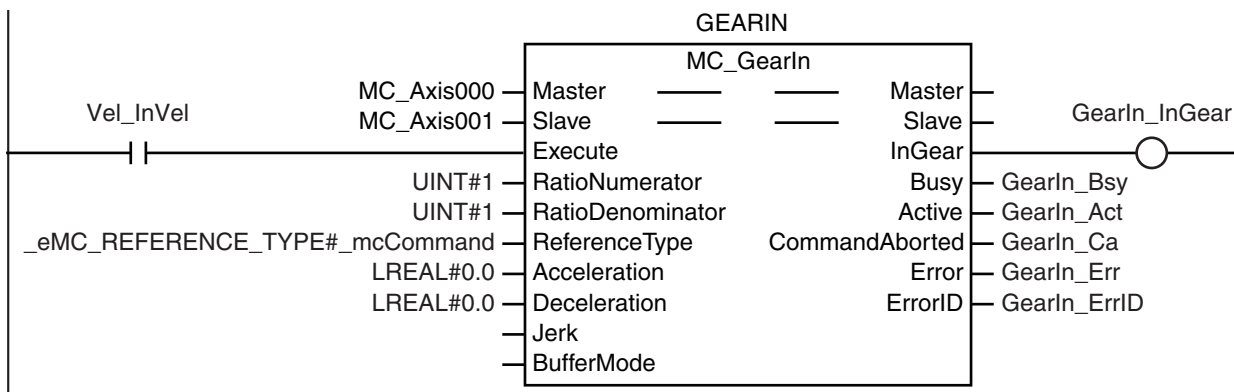 GEARIN
MC_GearIn
MC_Axis000 Master Master
Vel_InVel MC_Axis001 Slave Slave GearIn_InGear
Execute InGear
UINT#1 RatioNumerator Busy GearIn_Bsy
UINT#1 RatioDenominator Active GearIn_Act
_eMC_REFERENCE_TYPE#_mcCommand ReferenceType CommandAborted GearIn_Ca
LREAL#0.0 Acceleration Error GearIn_Err
LREAL#0.0 Deceleration ErrorID GearIn_ErrID
Jerk
BufferMode